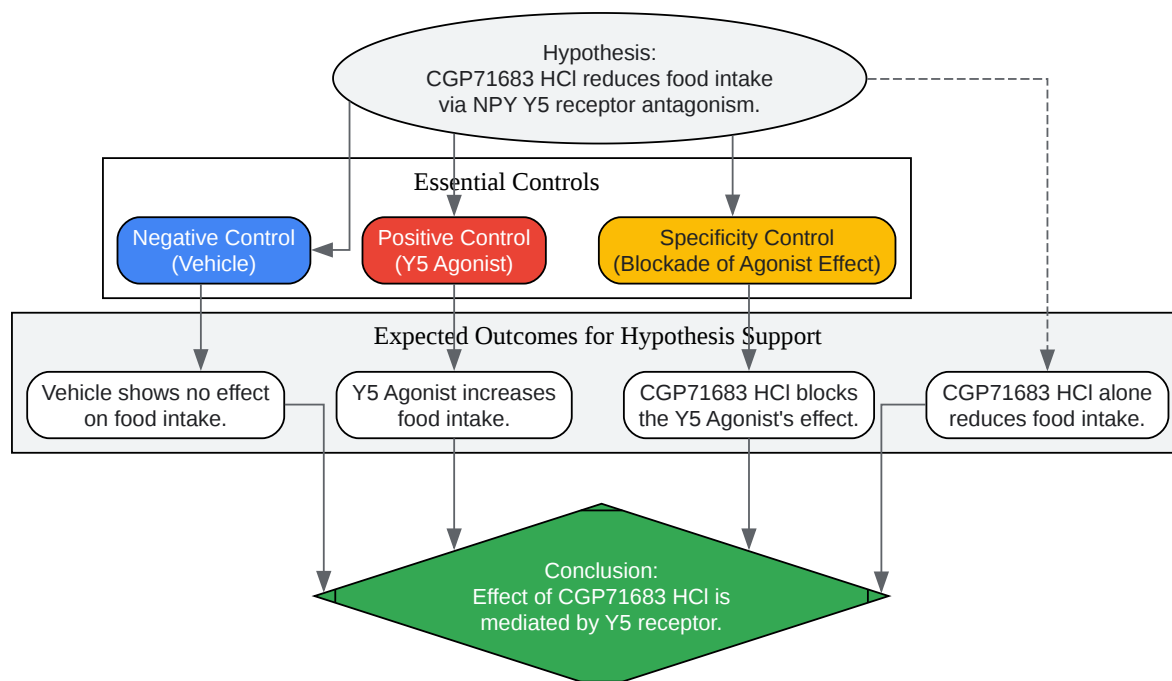 Hypothesis:
CGP71683 HCl reduces food intake
via NPY Y5 receptor antagonism.
Essential Controls
Negative Control
(Vehicle)
Positive Control
(Y5 Agonist)
Specificity Control
(Blockade of Agonist Effect)
Expected Outcomes for Hypothesis Support
Vehicle shows no effect
on food intake.
Y5 Agonist increases
food intake.
CGP71683 HCl blocks
the Y5 Agonist's effect.
CGP71683 HCl alone
reduces food intake.
Conclusion:
Effect of CGP71683 HCl is
mediated by Y5 receptor.